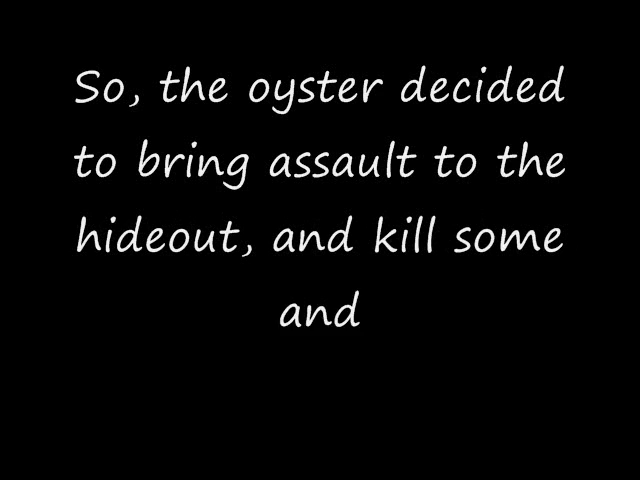 So, the oyster decided
to bring assault to the
hideout, and kill some
and